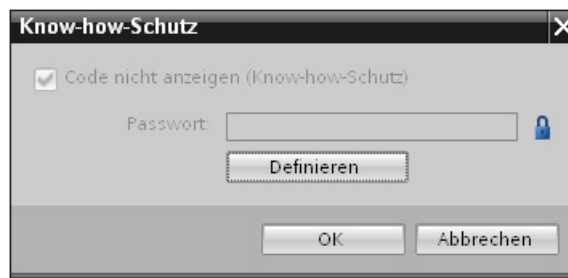 Know-how-Schutz
Code nicht anzeigen (Know-how-Schutz)
Passwort:
Definieren
OK Abbrechen